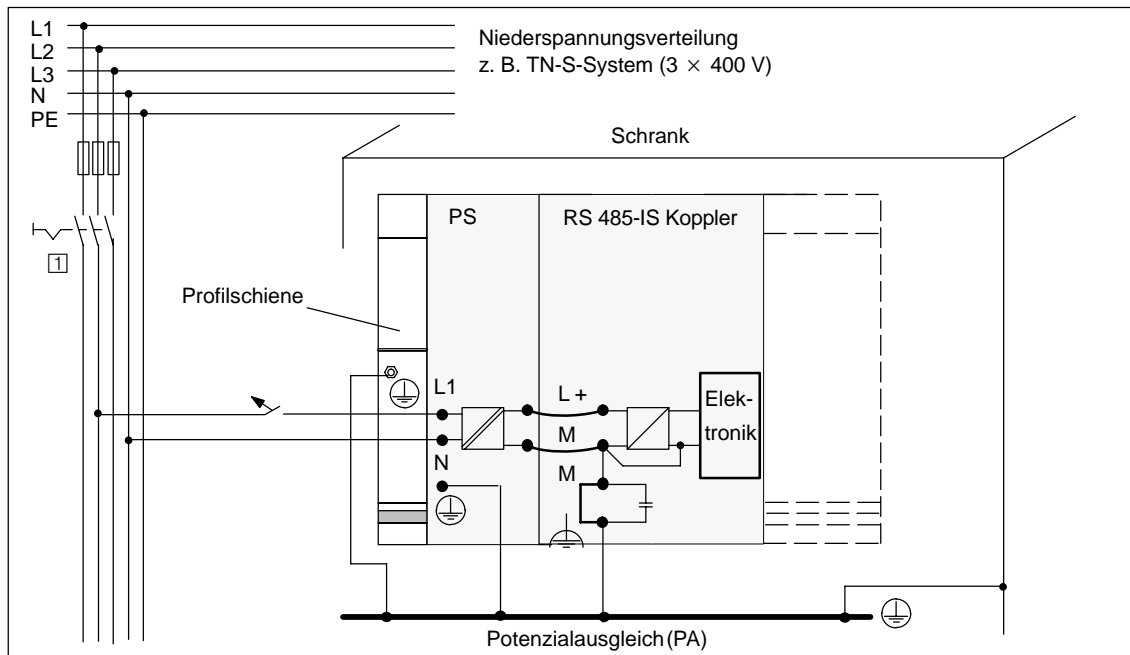 L1
L2
L3
N
PE
Niederspannungsverteilung
z. B. TN-S-System (3 × 400 V)
Schrank
PS
RS 485-IS Koppler
1
Profilschiene
L1
L +
Elek-
tronik
M
N
M
Potenzialausgleich (PA)